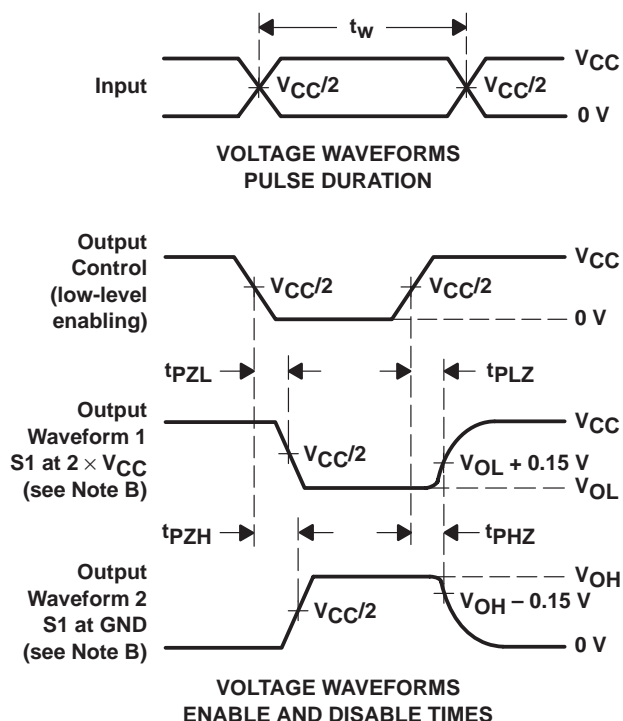 tw
VCC
Input
VCC/2
VCC/2
0 V
VOLTAGE WAVEFORMS
PULSE DURATION
Output
Control
(low-level
enabling)
VCC
VCC/2
VCC/2
0 V
tPZL
tPLZ
Output
Waveform 1
S1 at 2 × VCC
(see Note B)
VCC
VCC/2
VOL + 0.15 V
VOL
tPZH
tPHZ
Output
Waveform 2
S1 at GND
(see Note B)
VOH
VCC/2
VOH – 0.15 V
0 V
VOLTAGE WAVEFORMS
ENABLE AND DISABLE TIMES